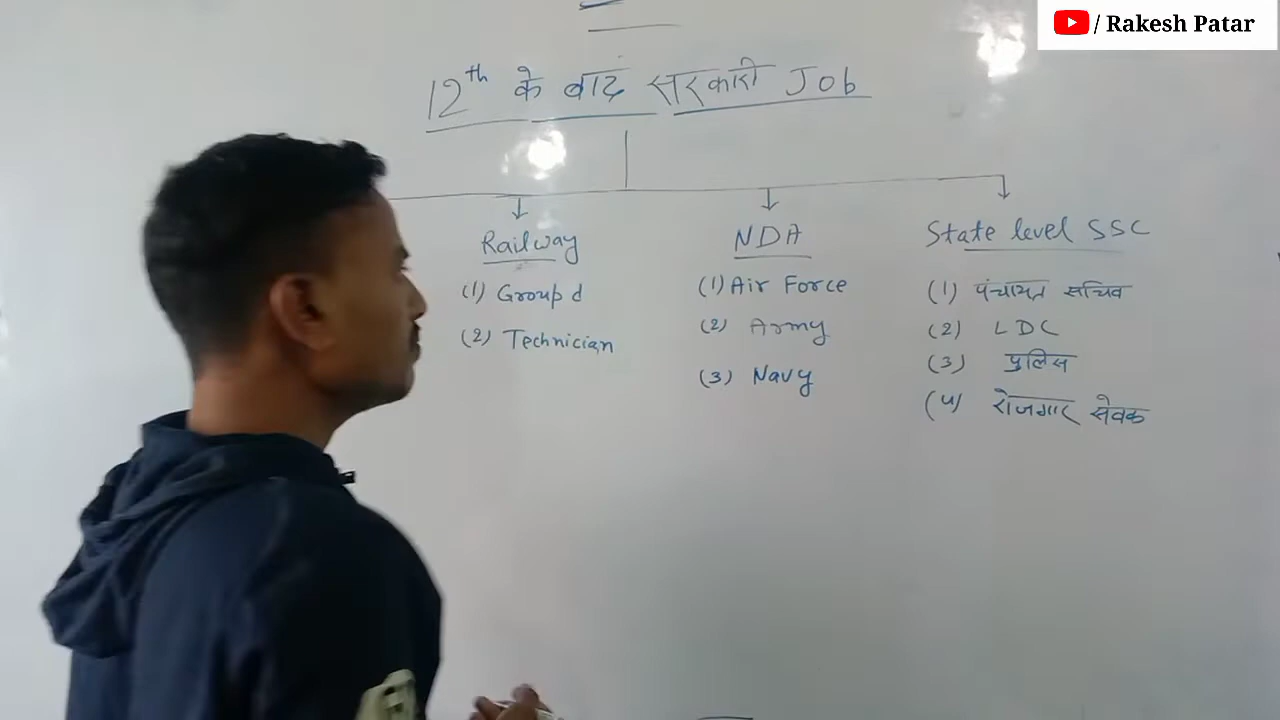 / Rakesh Patar
12th के बाद सरकारी Job
Railway
(1) Group d
(2) Technician
NDA
(1) Air Force
(2) Army
(3) Navy
State level SSC
(1) पंचायत सचिव
(2) LDC
(3) पुलिस
(4) रोजगार सेवक